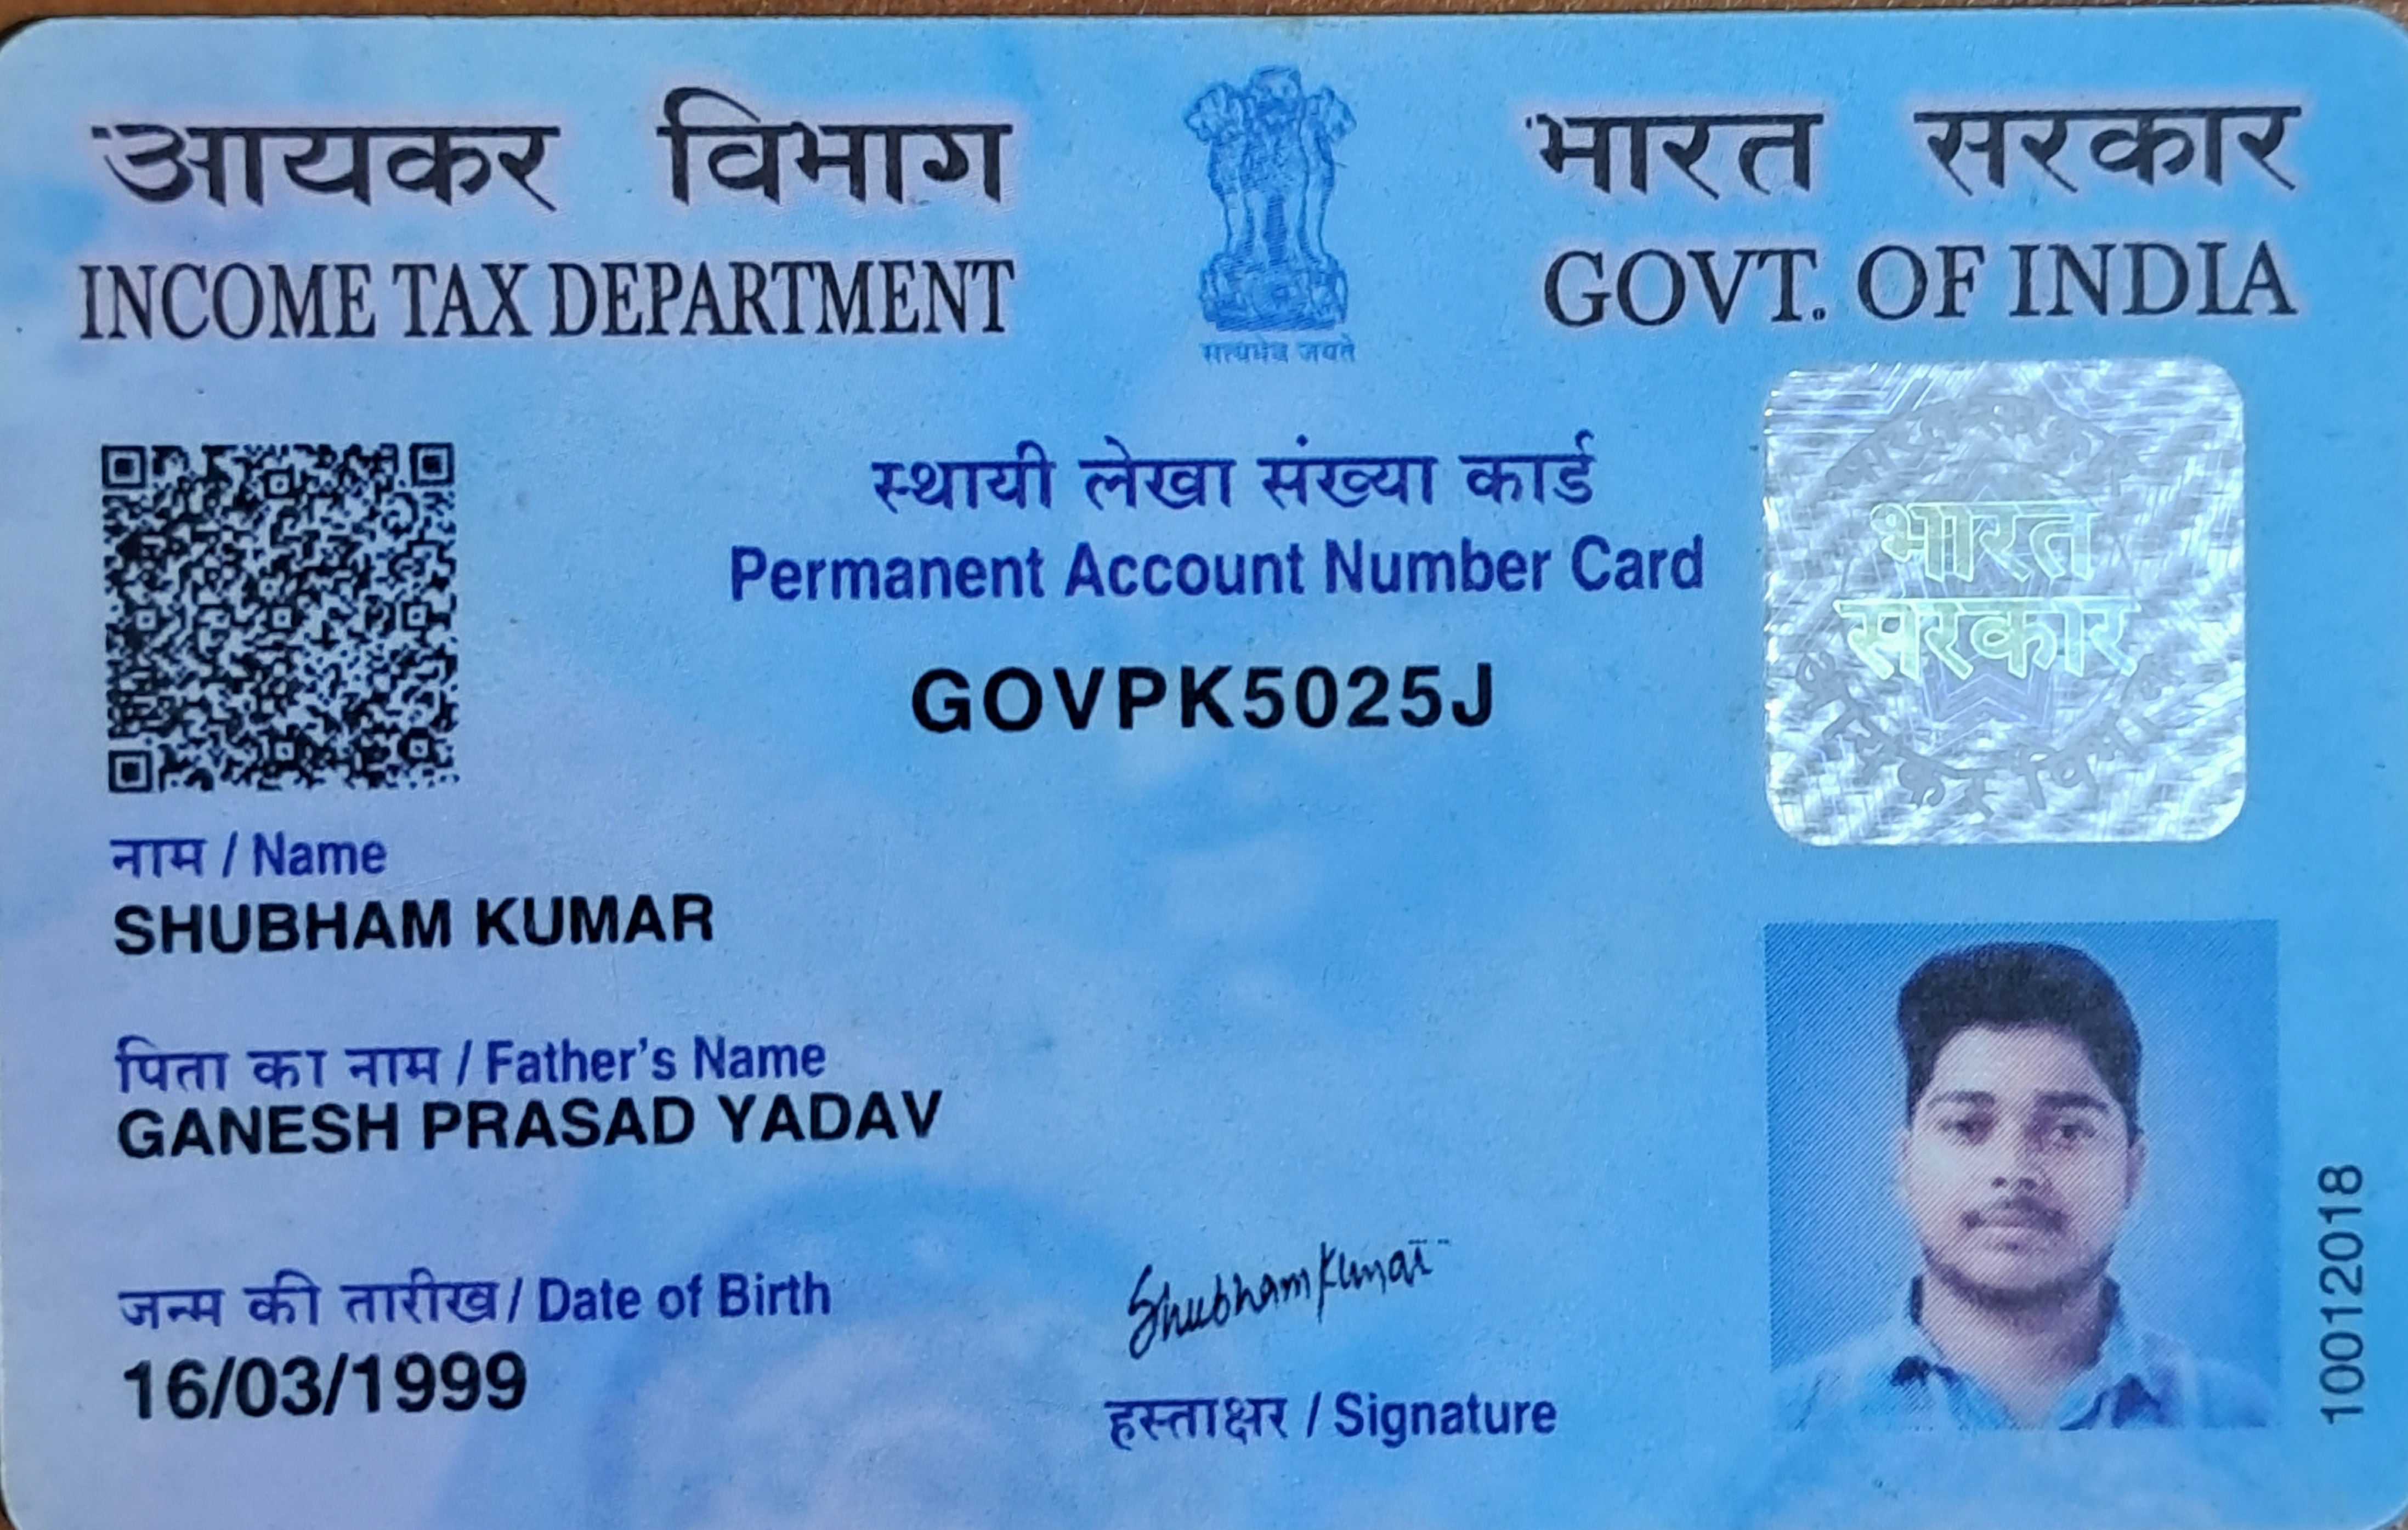 आयकर विभाग
INCOME TAX DEPARTMENT
सत्यमेव जयते
भारत सरकार
GOVT. OF INDIA
स्थायी लेखा संख्या कार्ड
Permanent Account Number Card
GOVPK5025J
भारत
सरकार
आयकर विभाग
नाम / Name
SHUBHAM KUMAR
पिता का नाम / Father's Name
GANESH PRASAD YADAV
जन्म की तारीख / Date of Birth
16/03/1999
Shubham Kumar
हस्ताक्षर / Signature
10012018